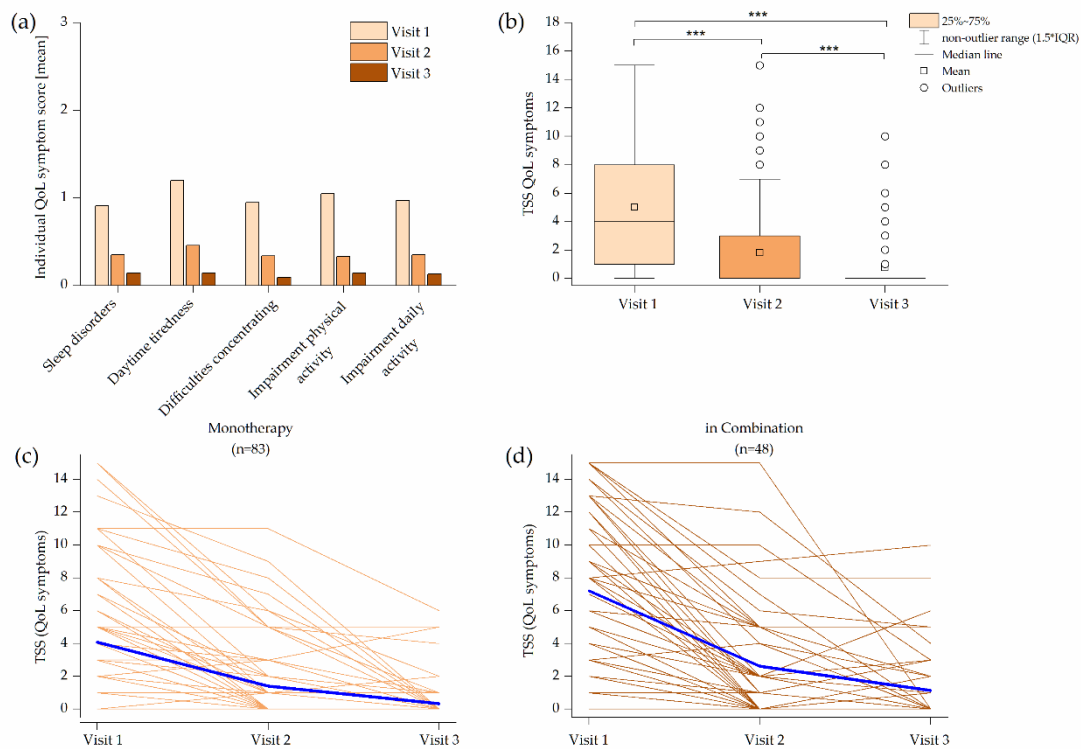 (a)
Individual QoL symptom score [mean]
3
2
1
0
Visit 1
Visit 2
Visit 3
Sleep disorders
Daytime tiredness
Difficulties concentrating
Impairment physical
activity
Impairment daily
activity
(b)
TSS QoL symptoms
18
16
14
12
10
8
6
4
2
0
***
***
***
Visit 1
Visit 2
Visit 3
25%~75%
non-outlier range (1.5*IQR)
Median line
Mean
Outliers
Monotherapy
(n=83)
(c)
TSS (QoL symptoms)
14
12
10
8
6
4
2
0
Visit 1
Visit 2
Visit 3
in Combination
(n=48)
(d)
TSS (QoL symptoms)
14
12
10
8
6
4
2
0
Visit 1
Visit 2
Visit 3